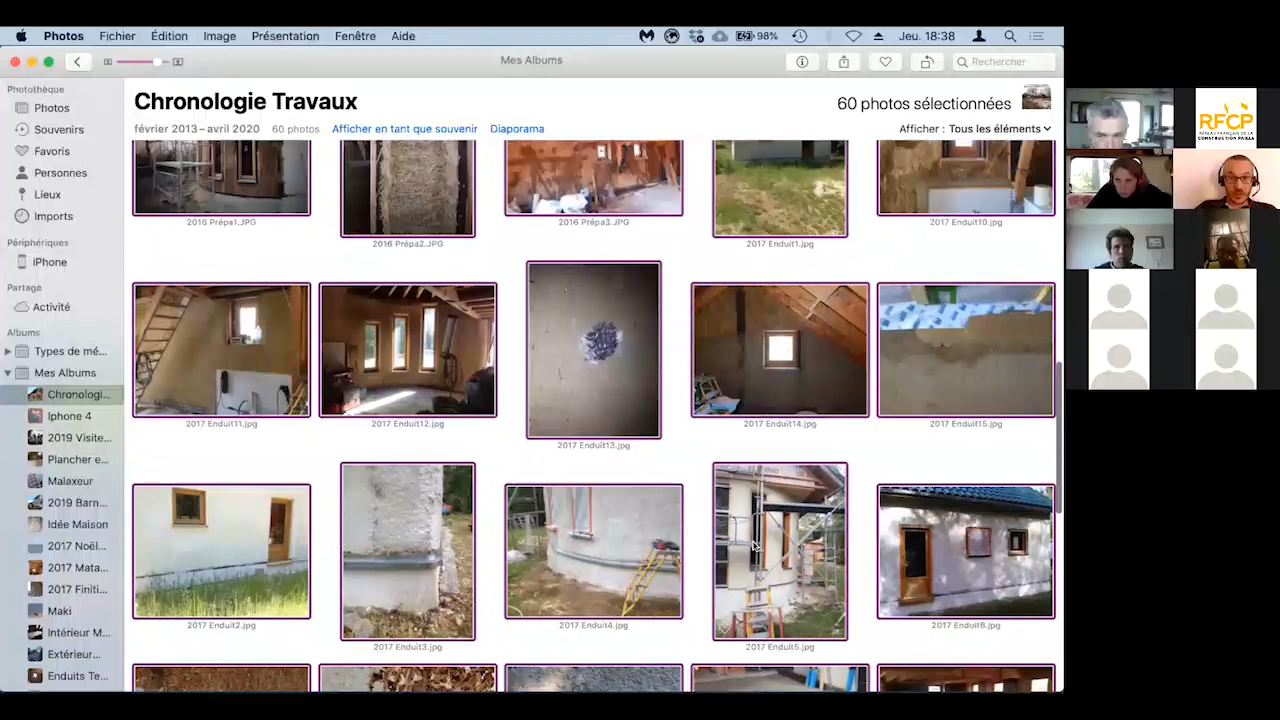 Photos Fichier Édition Image Présentation Fenêtre Aide 98% Jeu. 18:38
Mes Albums
Rechercher
Photothèque
Photos
Souvenirs
Favoris
Personnes
Lieux
Imports
Périphériques
iPhone
Partage
Activité
Albums
Types de mé...
Mes Albums
Chronologi...
Iphone 4
2019 Visite...
Plancher e...
Malaxeur
2019 Barn...
Idée Maison
2017 Noël...
2017 Mata...
2017 Finiti...
Maki
Intérieur M...
Extérieur...
Enduits Te...
Chronologie Travaux
60 photos sélectionnées
février 2013 – avril 2020 60 photos Afficher en tant que souvenir Diaporama
Afficher : Tous les éléments
2016 Prépa1.JPG
2016 Prépa2.JPG
2016 Prépa3.JPG
2017 Enduit1.jpg
2017 Enduit10.jpg
2017 Enduit11.jpg
2017 Enduit12.jpg
2017 Enduit13.jpg
2017 Enduit14.jpg
2017 Enduit15.jpg
2017 Enduit2.jpg
2017 Enduit3.jpg
2017 Enduit4.jpg
2017 Enduit5.jpg
2017 Enduit6.jpg
RFCP
RÉSEAU FRANÇAIS DE LA
CONSTRUCTION PAILLE